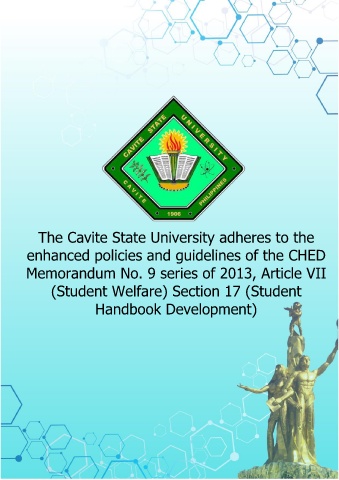 CAVITE STATE UNIVERSITY
CAVITE PHILIPPINES
1906
The Cavite State University adheres to the
enhanced policies and guidelines of the CHED
Memorandum No. 9 series of 2013, Article VII
(Student Welfare) Section 17 (Student
Handbook Development)